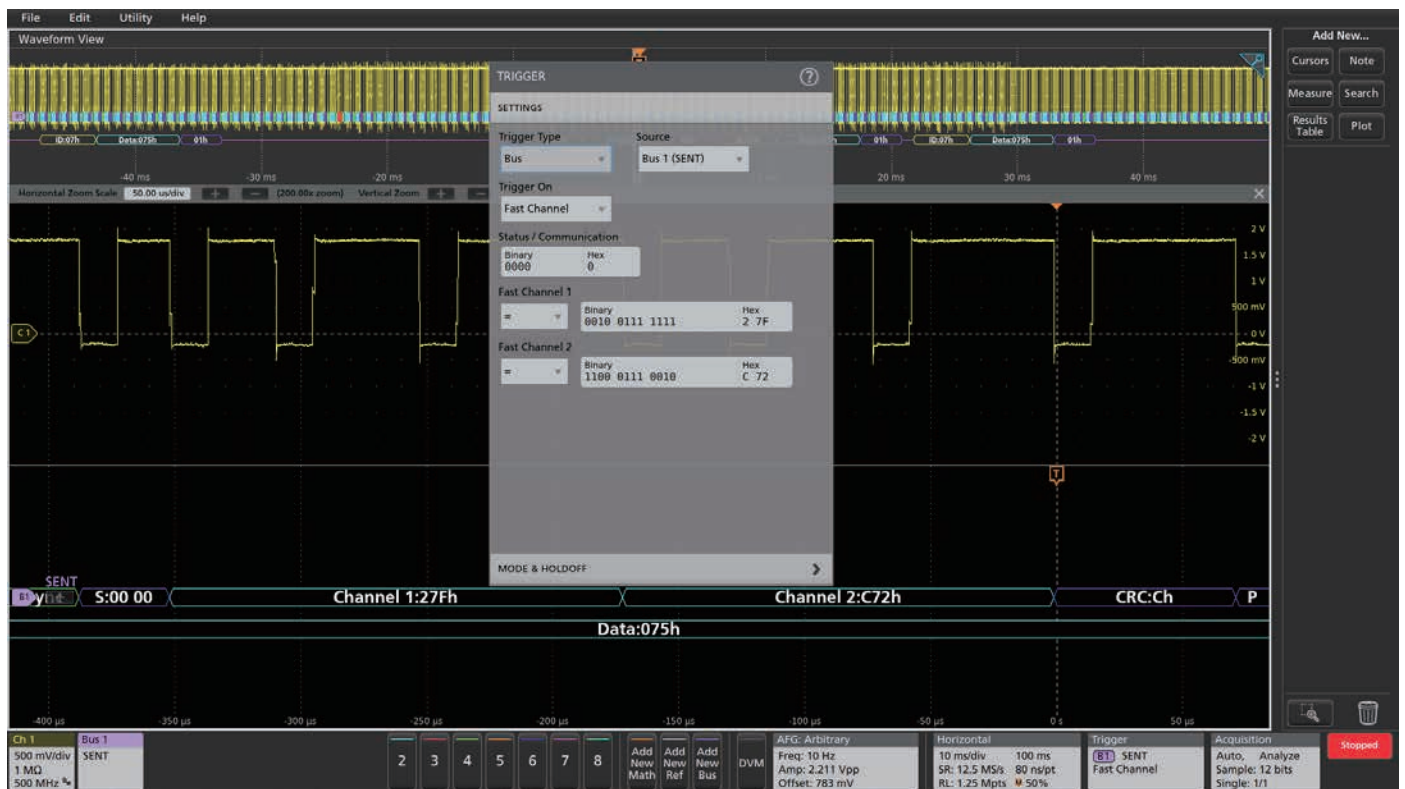 File Edit Utility Help
Waveform View
Add New...
Cursors Note
Measure Search
Results Table Plot
TRIGGER ?
SETTINGS
Trigger Type Source
Bus Bus 1 (SENT)
Trigger On
Fast Channel
Status / Communication
Binary Hex
0000 0
Fast Channel 1
= Binary Hex
0010 0111 1111 2 7F
Fast Channel 2
= Binary Hex
1100 0111 0010 C 72
MODE & HOLDOFF
ID:07h Data:075h 01h
01h ID:07h Data:075h 01h
-40 ms -30 ms -20 ms 20 ms 30 ms 40 ms
Horizontal Zoom Scale 50.00 us/div + — (200.00x zoom) Vertical Zoom + —
2 V
1.5 V
1 V
500 mV
0 V
-500 mV
-1 V
-1.5 V
-2 V
C1
T
SENT
B1 S:00 00 Channel 1:27Fh Channel 2:C72h CRC:Ch P
Data:075h
-400 µs -350 µs -300 µs -250 µs -200 µs -150 µs -100 µs -50 µs 0 s 50 µs
Ch 1
500 mV/div
1 MΩ
500 MHz
Bus 1
SENT
2 3 4 5 6 7 8
Add New Math
Add New Ref
Add New Bus
DVM
AFG: Arbitrary
Freq: 10 Hz
Amp: 2.211 Vpp
Offset: 783 mV
Horizontal
10 ms/div 100 ms
SR: 12.5 MS/s 80 ns/pt
RL: 1.25 Mpts 50%
Trigger
B1 SENT
Fast Channel
Acquisition
Auto, Analyze
Sample: 12 bits
Single: 1/1
Stopped